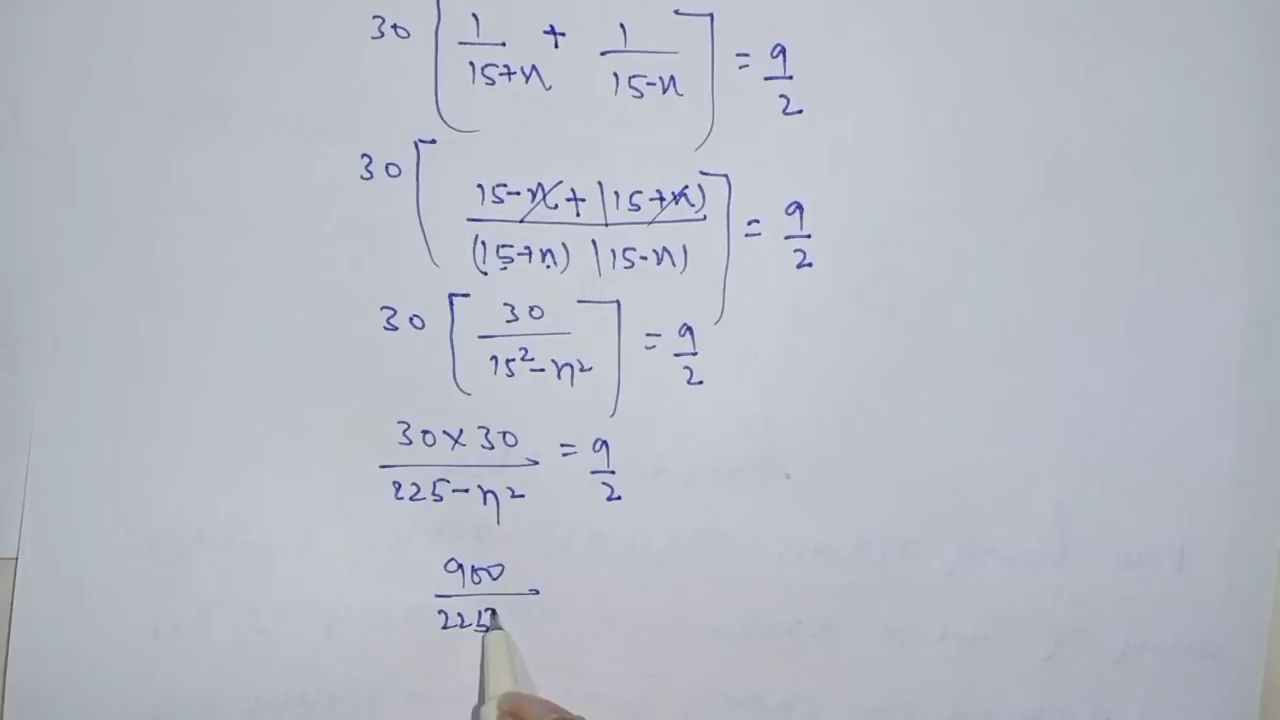 30 [ 1/15+x + 1/15-x ] = 9/2
30 [ 15-x + (15+x) / (15+x) (15-x) ] = 9/2
30 [ 30 / 15²-x² ] = 9/2
30 × 30 / 225-x² = 9/2
900 / 225